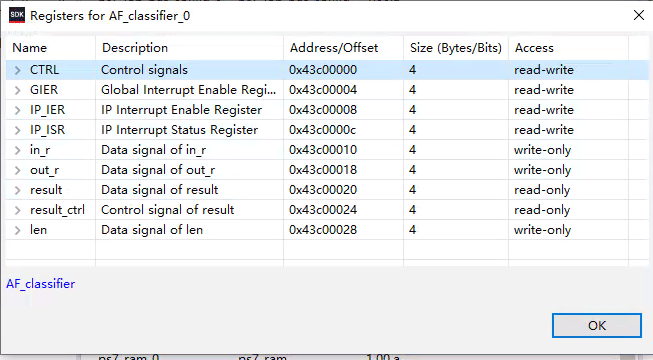 SDK Registers for AF_classifier_0
Name Description Address/Offset Size (Bytes/Bits) Access
CTRL Control signals 0x43c00000 4 read-write
GIER Global Interrupt Enable Regi... 0x43c00004 4 read-write
IP_IER IP Interrupt Enable Register 0x43c00008 4 read-write
IP_ISR IP Interrupt Status Register 0x43c0000c 4 read-write
in_r Data signal of in_r 0x43c00010 4 write-only
out_r Data signal of out_r 0x43c00018 4 write-only
result Data signal of result 0x43c00020 4 read-only
result_ctrl Control signal of result 0x43c00024 4 read-only
len Data signal of len 0x43c00028 4 write-only
AF_classifier
OK
ps7_ram_0 ps7_ram 1.00.a